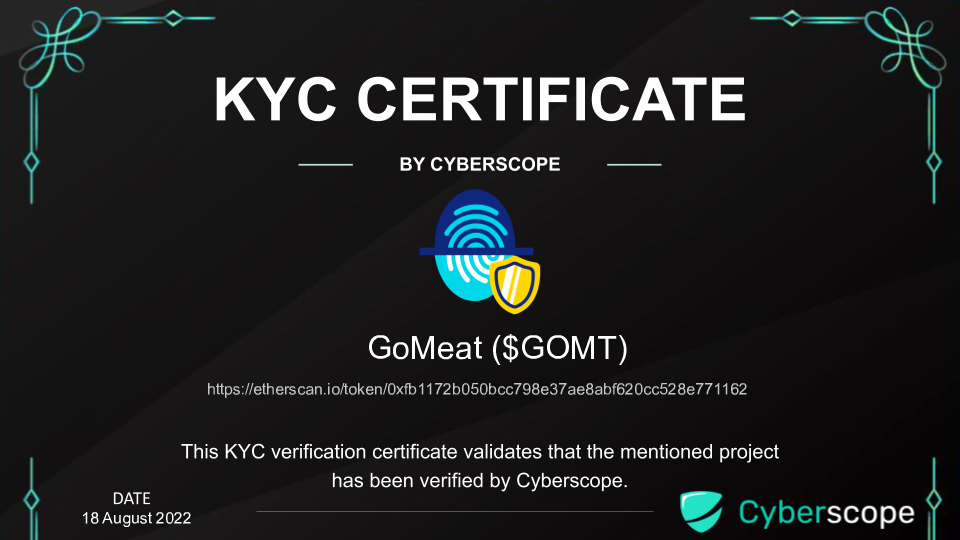 KYC CERTIFICATE
BY CYBERSCOPE
GoMeat ($GOMT)
https://etherscan.io/token/0xfb1172b050bcc798e37ae8abf620cc528e771162
This KYC verification certificate validates that the mentioned project
has been verified by Cyberscope.
DATE
18 August 2022
Cyberscope